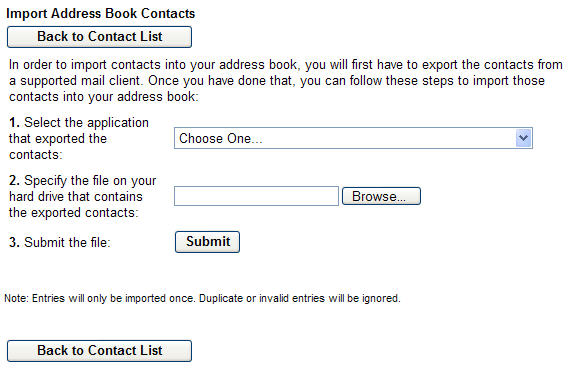 Import Address Book Contacts
Back to Contact List
In order to import contacts into your address book, you will first have to export the contacts from
a supported mail client. Once you have done that, you can follow these steps to import those
contacts into your address book:
1. Select the application
that exported the
contacts:
Choose One...
2. Specify the file on your
hard drive that contains
the exported contacts:
Browse...
3. Submit the file:
Submit
Note: Entries will only be imported once. Duplicate or invalid entries will be ignored.
Back to Contact List